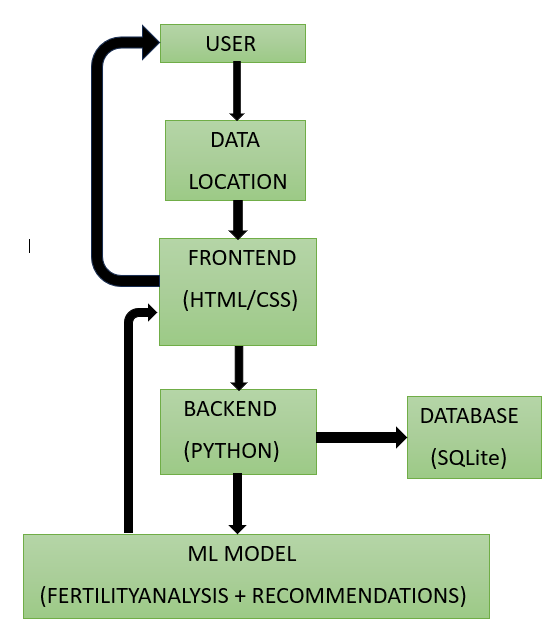 USER
DATA
LOCATION
FRONTEND
(HTML/CSS)
BACKEND
(PYTHON)
DATABASE
(SQLite)
ML MODEL
(FERTILITYANALYSIS + RECOMMENDATIONS)